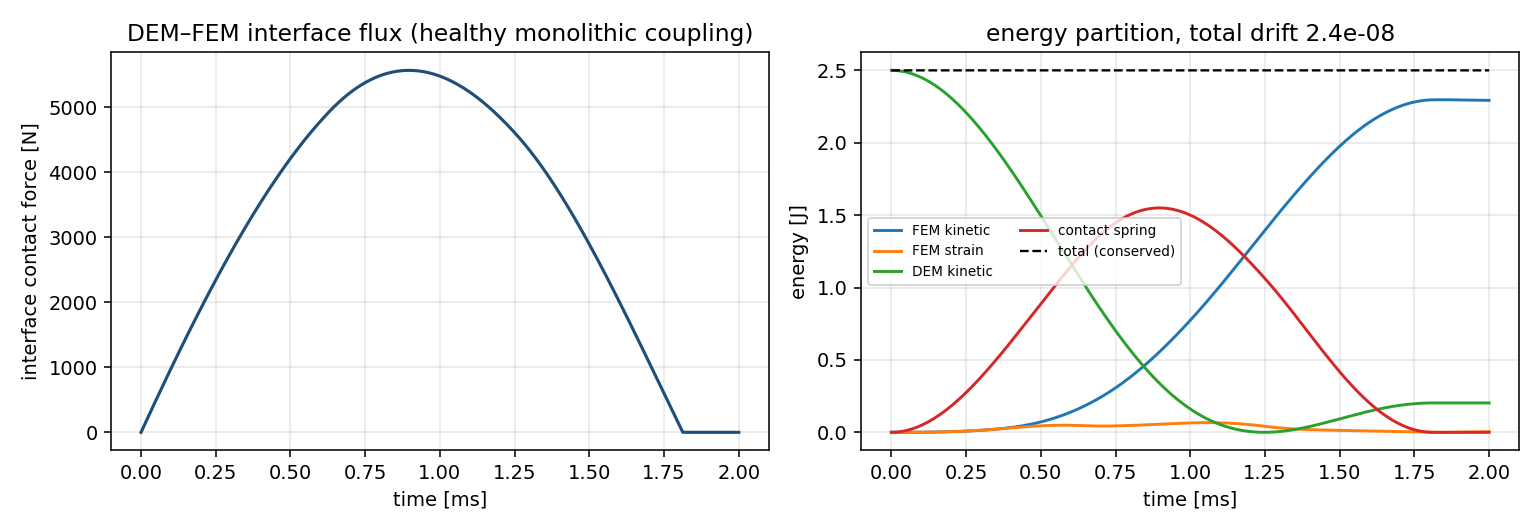 DEM–FEM interface flux (healthy monolithic coupling)
interface contact force [N]
5000
4000
3000
2000
1000
0
0.00 0.25 0.50 0.75 1.00 1.25 1.50 1.75 2.00
time [ms]
energy partition, total drift 2.4e-08
energy [J]
2.5
2.0
1.5
1.0
0.5
0.0
FEM kinetic
FEM strain
DEM kinetic
contact spring
total (conserved)
0.00 0.25 0.50 0.75 1.00 1.25 1.50 1.75 2.00
time [ms]